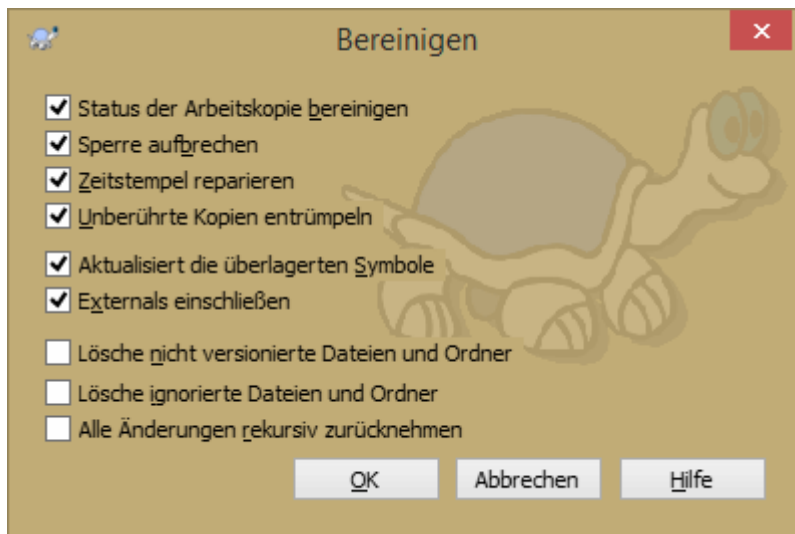 Bereinigen
Status der Arbeitskopie bereinigen
Sperre aufbrechen
Zeitstempel reparieren
Unberührte Kopien entrümpeln
Aktualisiert die überlagerten Symbole
Externals einschließen
Lösche nicht versionierte Dateien und Ordner
Lösche ignorierte Dateien und Ordner
Alle Änderungen rekursiv zurücknehmen
OK Abbrechen Hilfe